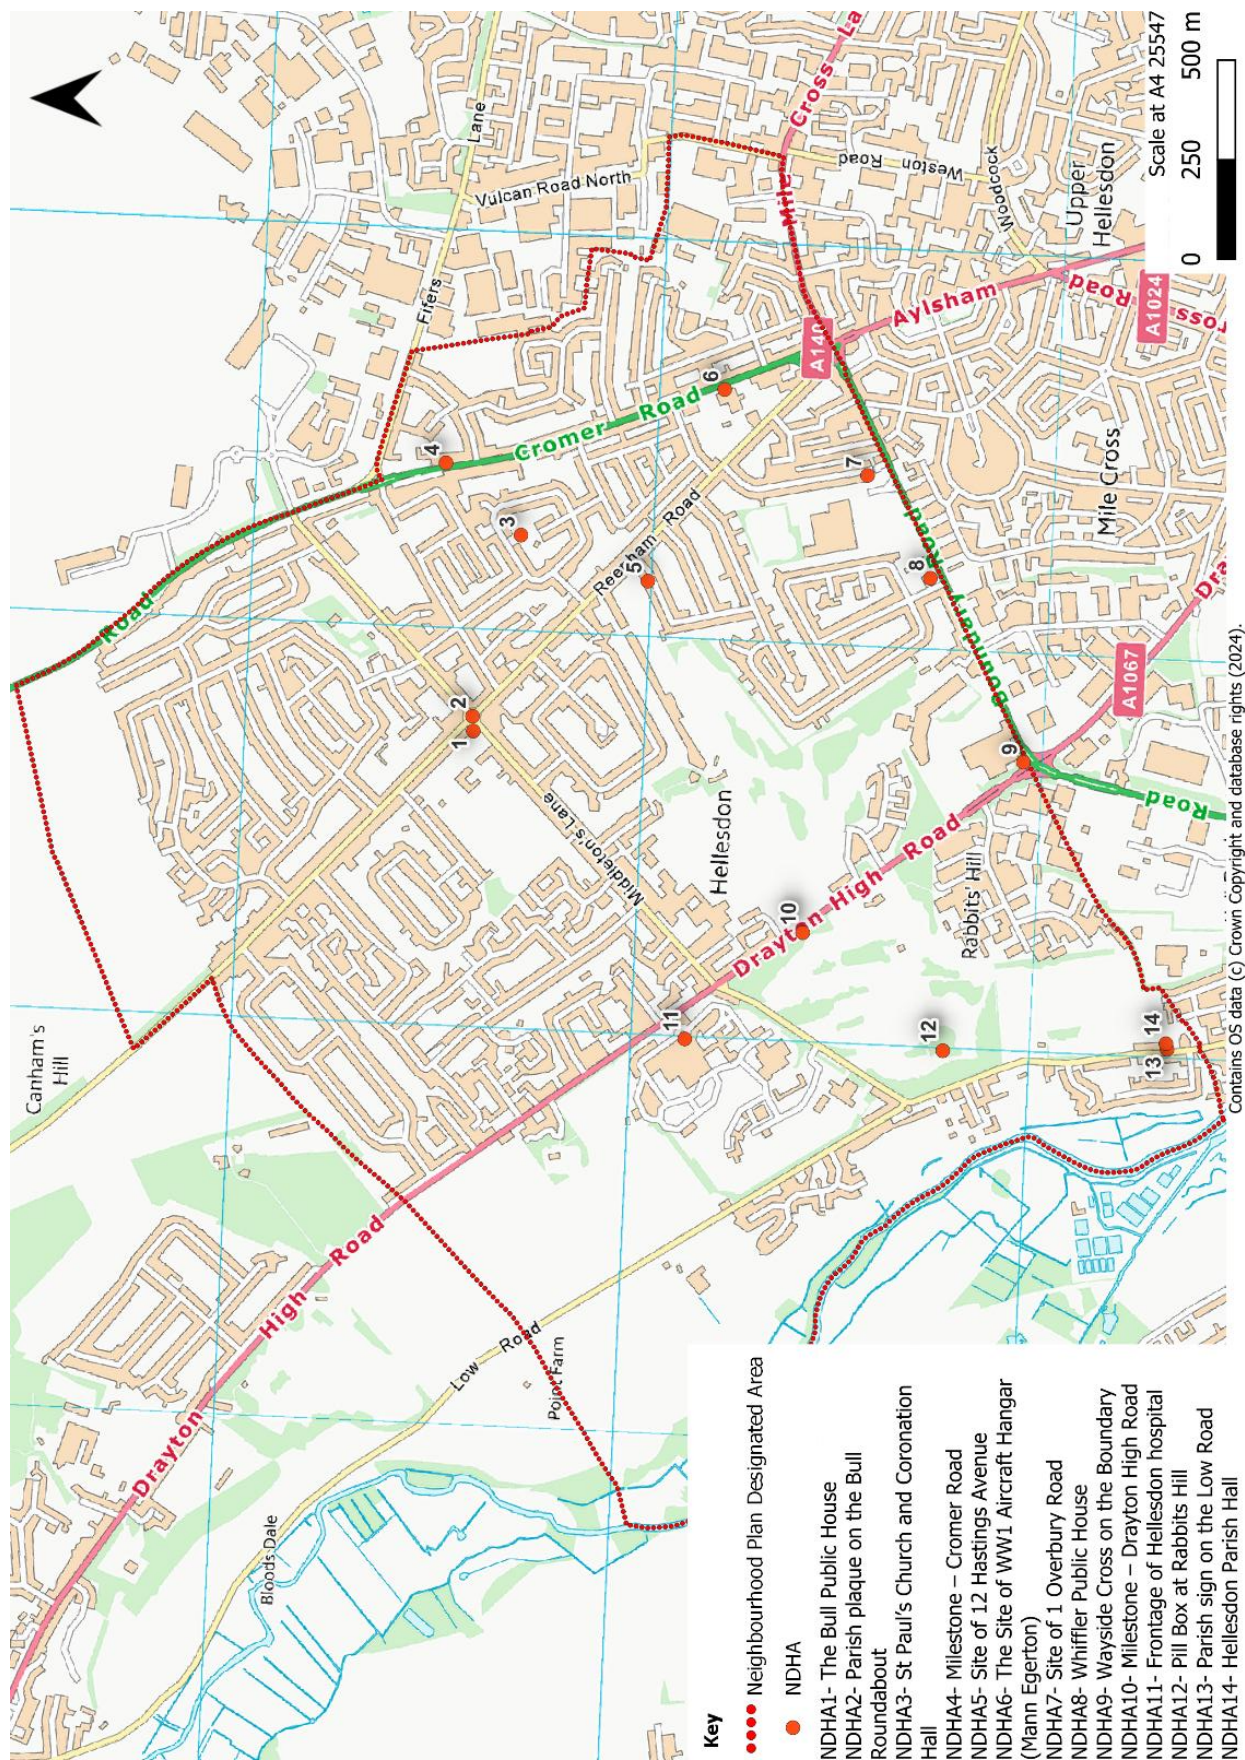 Canham's
Hill
Drayton
High
Road
Bloods Dale
Low
Road
Point Farm
Road
Fifers
Lane
Vulcan Road North
Cromer
Road
Reepham
Road
Middleton's Lane
Hellesdon
Drayton High Road
Rabbits' Hill
Boundary Road
Road
Mile
Cross
La
Weston
Road
Woodcock
Upper
Hellesdon
Aylsham
Road
ross
A140
A1024
A1067
Mile Cross
Dra
1
2
3
4
5
6
7
8
9
10
11
12
13
14
Scale at A4 25547
0
250
500 m
Key
Neighbourhood Plan Designated Area
NDHA
NDHA1- The Bull Public House
NDHA2- Parish plaque on the Bull
Roundabout
NDHA3- St Paul's Church and Coronation
Hall
NDHA4- Milestone – Cromer Road
NDHA5- Site of 12 Hastings Avenue
NDHA6- The Site of WW1 Aircraft Hangar
(Mann Egerton)
NDHA7- Site of 1 Overbury Road
NDHA8- Whiffler Public House
NDHA9- Wayside Cross on the Boundary
NDHA10- Milestone – Drayton High Road
NDHA11- Frontage of Hellesdon hospital
NDHA12- Pill Box at Rabbits Hill
NDHA13- Parish sign on the Low Road
NDHA14- Hellesdon Parish Hall
Contains OS data (c) Crown Copyright and database rights (2024).